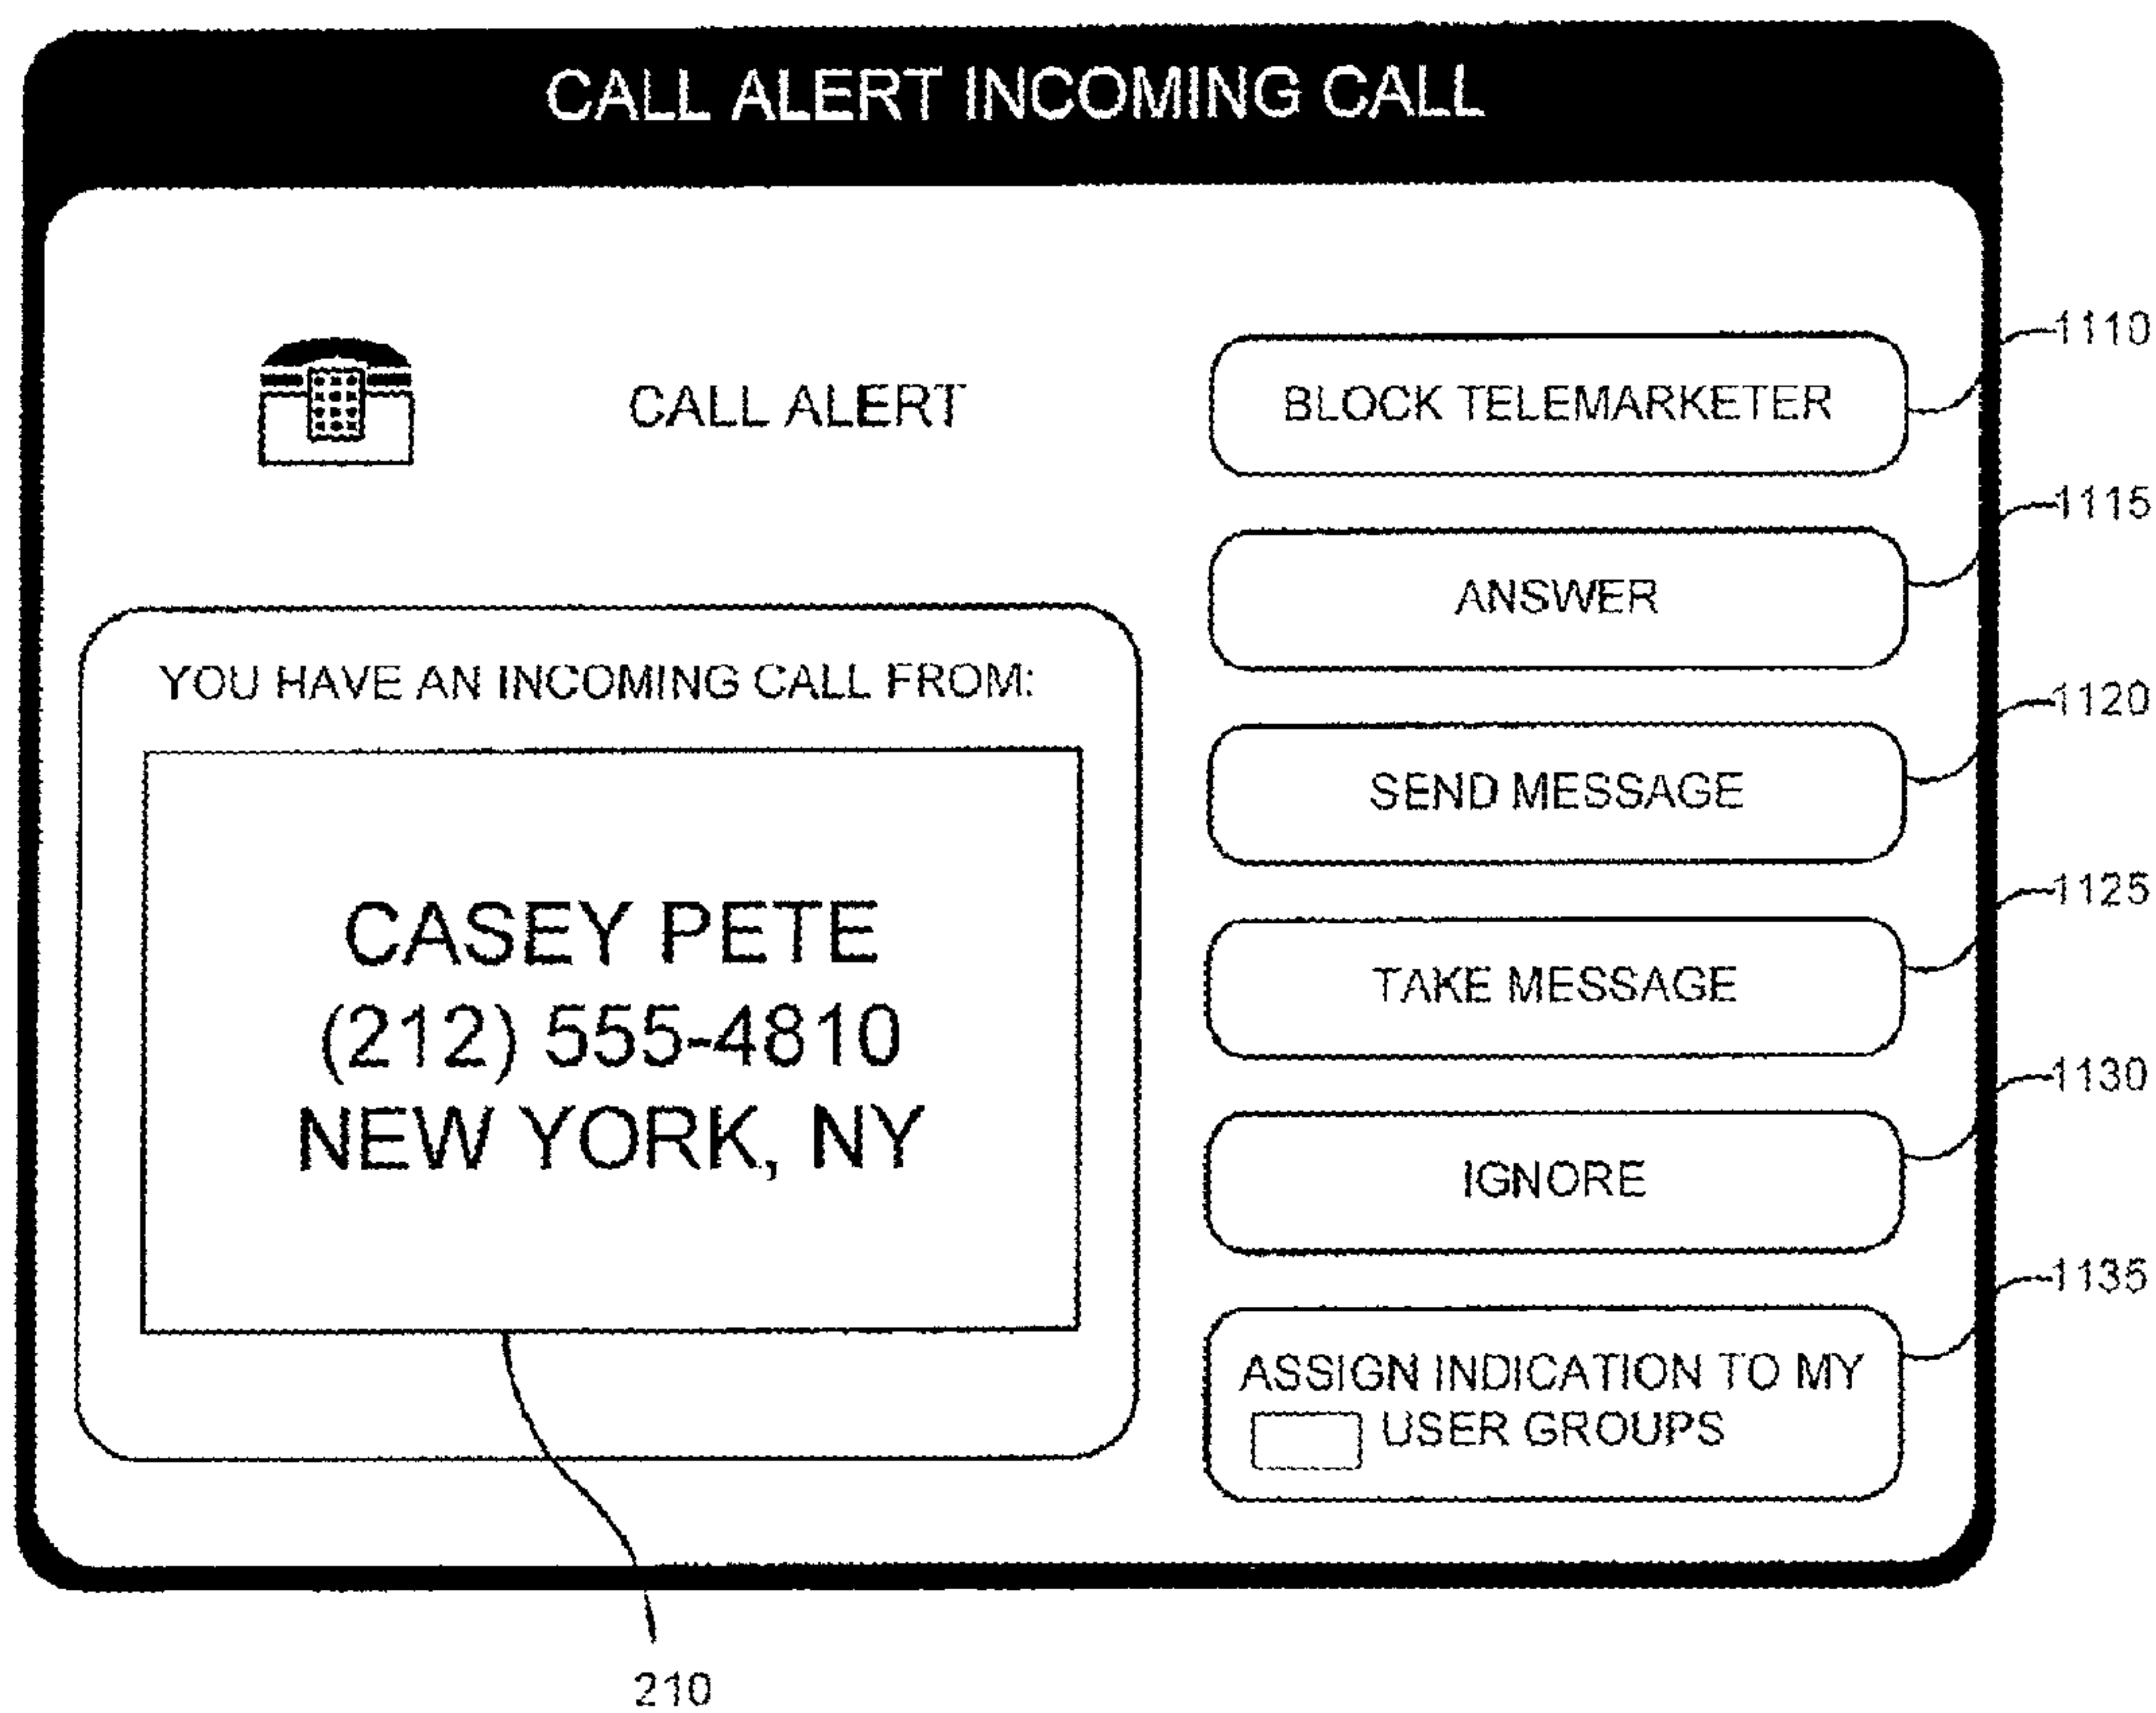 CALL ALERT INCOMING CALL
CALL ALERT
YOU HAVE AN INCOMING CALL FROM:
CASEY PETE
(212) 555-4810
NEW YORK, NY
210
BLOCK TELEMARKETER
1110
ANSWER
1115
SEND MESSAGE
1120
TAKE MESSAGE
1125
IGNORE
1130
ASSIGN INDICATION TO MY
USER GROUPS
1135